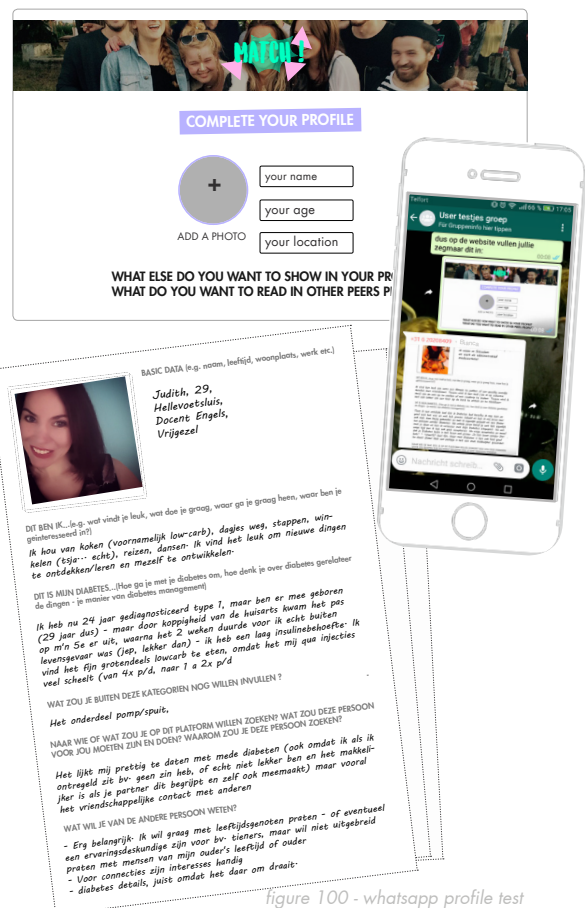 MATCH !
COMPLETE YOUR PROFILE
+
ADD A PHOTO
your name
your age
your location
WHAT ELSE DO YOU WANT TO SHOW IN YOUR
WHAT DO YOU WANT TO READ IN OTHER PEERS
Telfort
66 % 17:05
User testjes groep
Für Gruppeninfo hier tippen
dus op de website vullen jullie
zegmaar dit in:
Bianca
Nachricht schreib...
BASIC DATA (e.g. naam, leeftijd, woonplaats, werk etc.)
Judith, 29,
Hellevoetsluis,
Docent Engels,
Vrijgezel
DIT BEN IK...(e.g. wat vindt je leuk, wat doe je graag, waar ga je graag heen, waar ben je
geinteresseerd in?)
Ik hou van koken (voornamelijk low-carb), dagjes weg, stappen, win-
kelen (tsja... echt), reizen, dansen. Ik vind het leuk om nieuwe dingen
te ontdekken/leren en mezelf te ontwikkelen.
DIT IS MIJN DIABETES...(Hoe ga je met je diabetes om, hoe denk je over diabetes gerelateer
de dingen - je manier van diabetes management)
Ik heb nu 24 jaar gediagnosticeerd type 1, maar ben er mee geboren
(29 jaar dus) - maar door koppigheid van de huisarts kwam het pas
op m'n 5e er uit, waarna het 2 weken duurde voor ik echt buiten
levensgevaar was (jep, lekker dan) - ik heb een laag insulinebehoefte. Ik
vind het fijn grotendeels lowcarb te eten, omdat het mij qua injecties
veel scheelt (van 4x p/d, naar 1 a 2x p/d
WAT ZOU JE BUITEN DEZE KATEGORIEN NOG WILLEN INVULLEN ?
Het onderdeel pomp/spuit,
NAAR WIE OF WAT ZOU JE OP DIT PLATFORM WILLEN ZOEKEN? WAT ZOU DEZE PERSOON
VOOR JOU MOETEN ZIJN EN DOEN? WAAROM ZOU JE DEZE PERSOON ZOEKEN?
Het lijkt mij prettig te daten met mede diabeten (ook omdat ik als ik
ontregeld zit bv. geen zin heb, of echt niet lekker ben en het makkeli-
jker is als je partner dit begrijpt en zelf ook meemaakt) maar vooral
het vriendschappelijke contact met anderen
WAT WIL JE VAN DE ANDERE PERSOON WETEN?
- Erg belangrijk. Ik wil graag met leeftijdsgenoten praten - of eventueel
een ervaringsdeskundige zijn voor bv. tieners, maar wil niet uitgebreid
praten met mensen van mijn ouder's leeftijd of ouder
- Voor connecties zijn interesses handig
- diabetes details, juist omdat het daar om draait.
figure 100 - whatsapp profile test